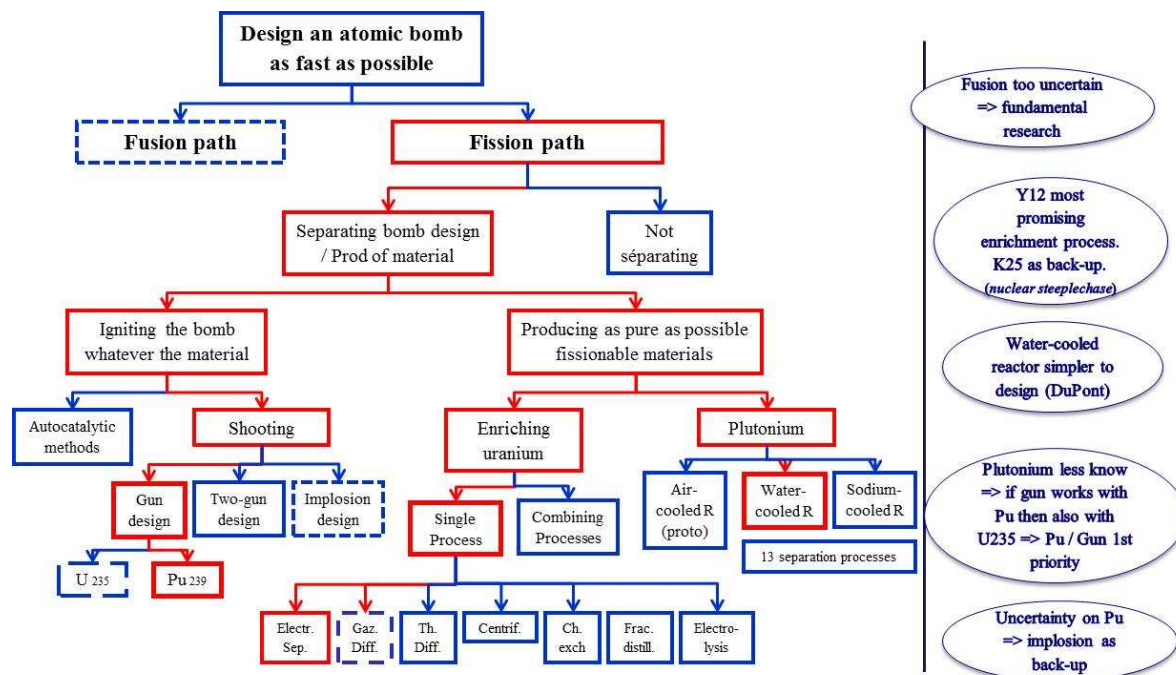 Design an atomic bomb
as fast as possible
Fusion path
Fission path
Separating bomb design
/ Prod of material
Not
séparating
Igniting the bomb
whatever the material
Producing as pure as possible
fissionable materials
Autocatalytic
methods
Shooting
Enriching
uranium
Plutonium
Gun
design
Two-gun
design
Implosion
design
Single
Process
Combining
Processes
Air-
cooled R
(proto)
Water-
cooled R
Sodium-
cooled R
13 separation processes
U 235
Pu 239
Electr.
Sep.
Gaz.
Diff.
Th.
Diff.
Centrif.
Ch.
exch
Frac.
distill.
Electro-
lysis
Fusion too uncertain
=> fundamental
research
Y12 most
promising
enrichment process.
K25 as back-up.
(nuclear steeplechase)
Water-cooled
reactor simpler to
design (DuPont)
Plutonium less know
=> if gun works with
Pu then also with
U235 => Pu / Gun 1st
priority
Uncertainty on Pu
=> implosion as
back-up